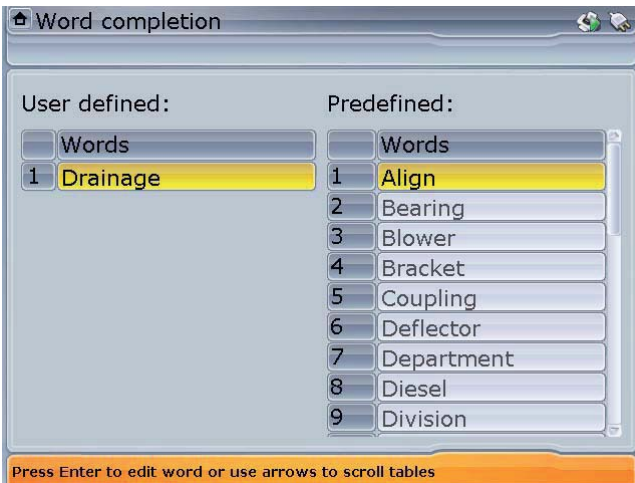 Word completion
User defined:
Words
1 Drainage
Predefined:
Words
1 Align
2 Bearing
3 Blower
4 Bracket
5 Coupling
6 Deflector
7 Department
8 Diesel
9 Division
Press Enter to edit word or use arrows to scroll tables